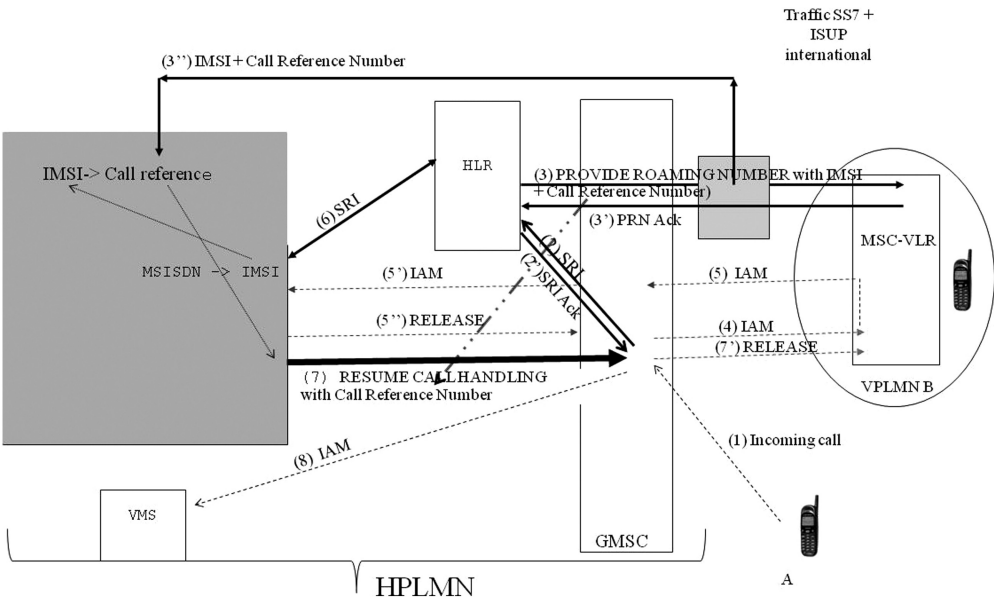 Traffic SS7 +
ISUP
international
(3’’) IMSI + Call Reference Number
IMSI-> Call reference
HLR
(3) PROVIDE ROAMING NUMBER with IMSI
+ Call Reference Number)
(3’) PRN Ack
(6) SRI
(2) SRI
(2’) SRI Ack
MSC-VLR
MSISDN -> IMSI
(5’) IAM
(5) IAM
(5’’) RELEASE
(4) IAM
(7’) RELEASE
(7) RESUME CALL HANDLING
with Call Reference Number
VPLMN B
(1) Incoming call
(8) IAM
VMS
GMSC
A
HPLMN